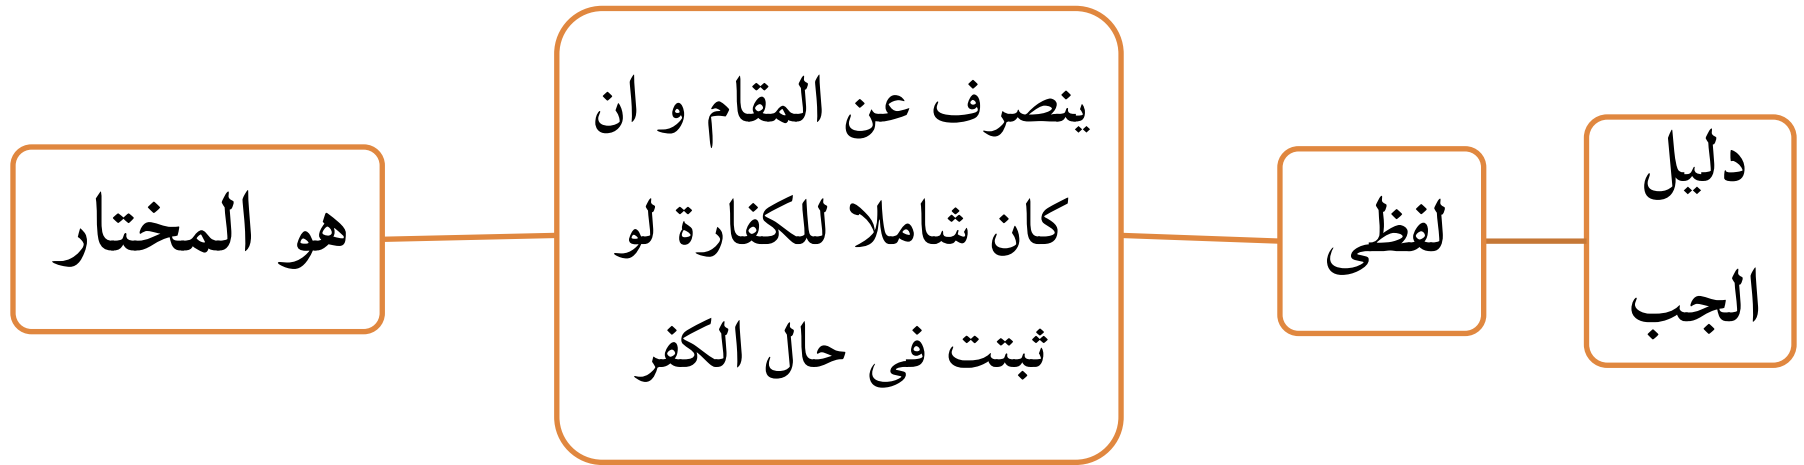 دليل
الجب
لفظى
ينصرف عن المقام و ان
كان شاملا للكفارة لو
ثبتت فى حال الكفر
هو المختار